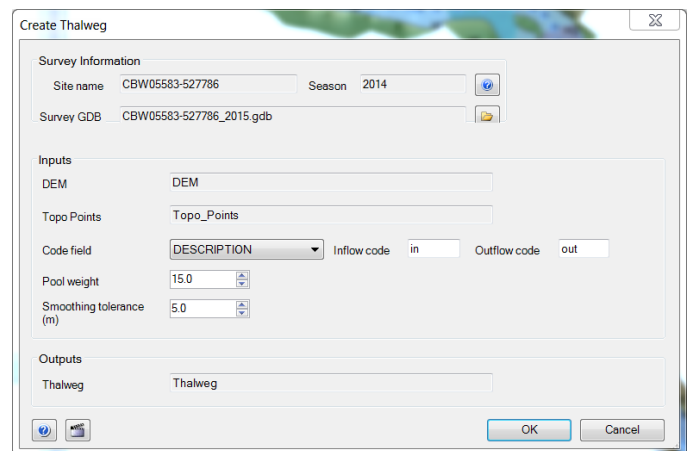 Create Thalweg
Survey Information
Site name CBW05583-527786 Season 2014
Survey GDB CBW05583-527786_2015.gdb
Inputs
DEM DEM
Topo Points Topo_Points
Code field DESCRIPTION Inflow code in Outflow code out
Pool weight 15.0
Smoothing tolerance
(m) 5.0
Outputs
Thalweg Thalweg
OK Cancel